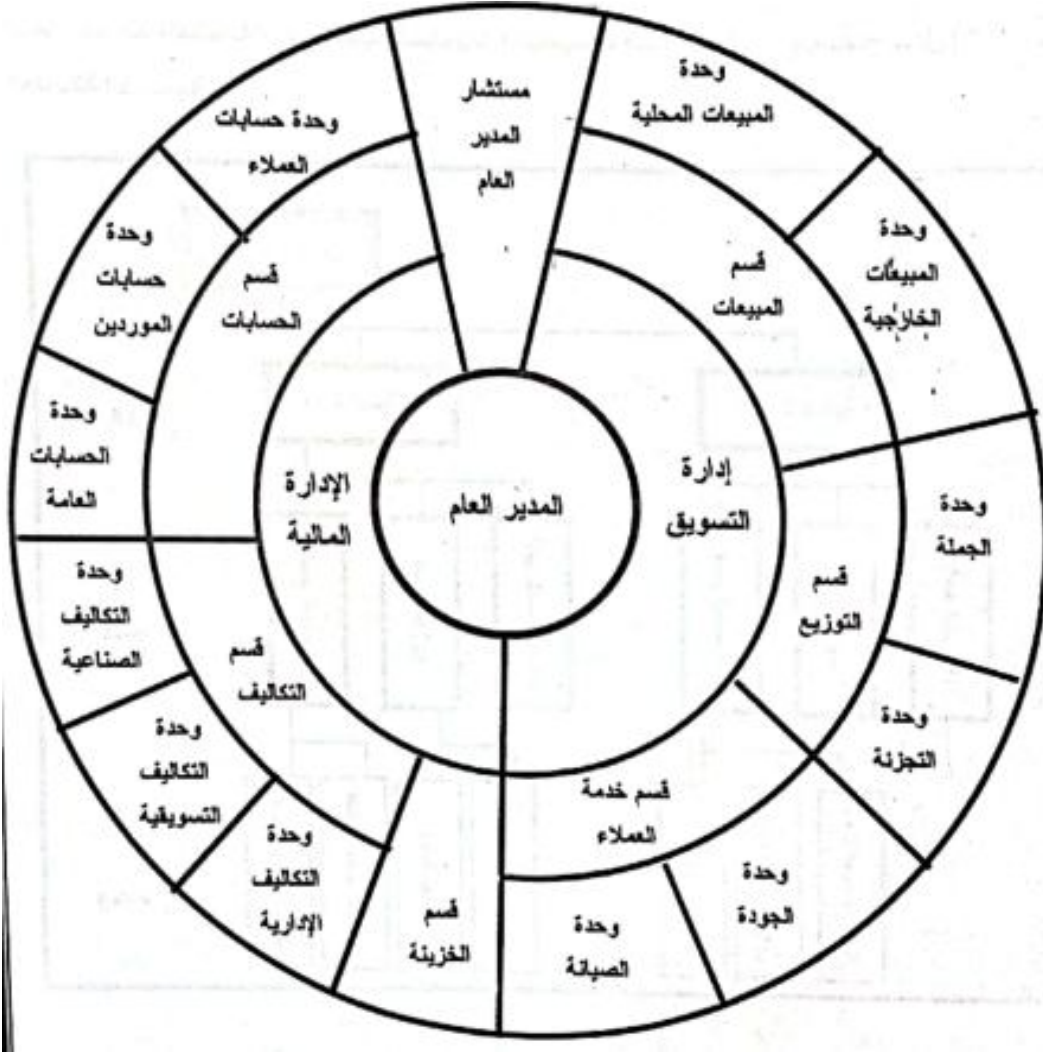 مستشار
المدير
العام
وحدة
المبيعات المحلية
وحدة
المبيعات
الخارجية
قسم
المبيعات
وحدة حسابات
العملاء
وحدة
حسابات
الموردين
قسم
الحسابات
وحدة
الحسابات
العامة
الإدارة
المالية
المدير العام
إدارة
التسويق
وحدة
الجملة
قسم
التوزيع
وحدة
التجزئة
وحدة
التكاليف
الصناعية
قسم
التكاليف
وحدة
التكاليف
التسويقية
وحدة
التكاليف
الإدارية
قسم
الخزينة
قسم خدمة
العملاء
وحدة
الصيانة
وحدة
الجودة